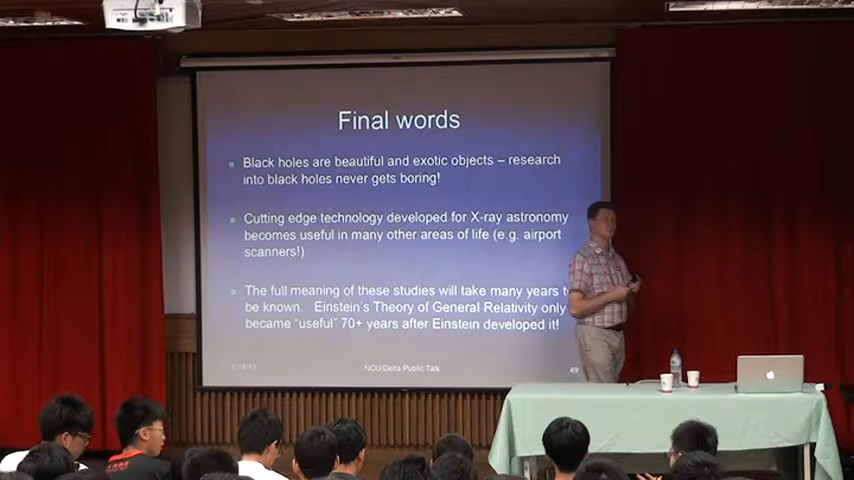 Final words
Black holes are beautiful and exotic objects – research
into black holes never gets boring!
Cutting edge technology developed for X-ray astronomy
becomes useful in many other areas of life (e.g. airport
scanners!)
The full meaning of these studies will take many years
be known. Einstein's Theory of General Relativity only
became "useful" 70+ years after Einstein developed it!
Public Talk
49